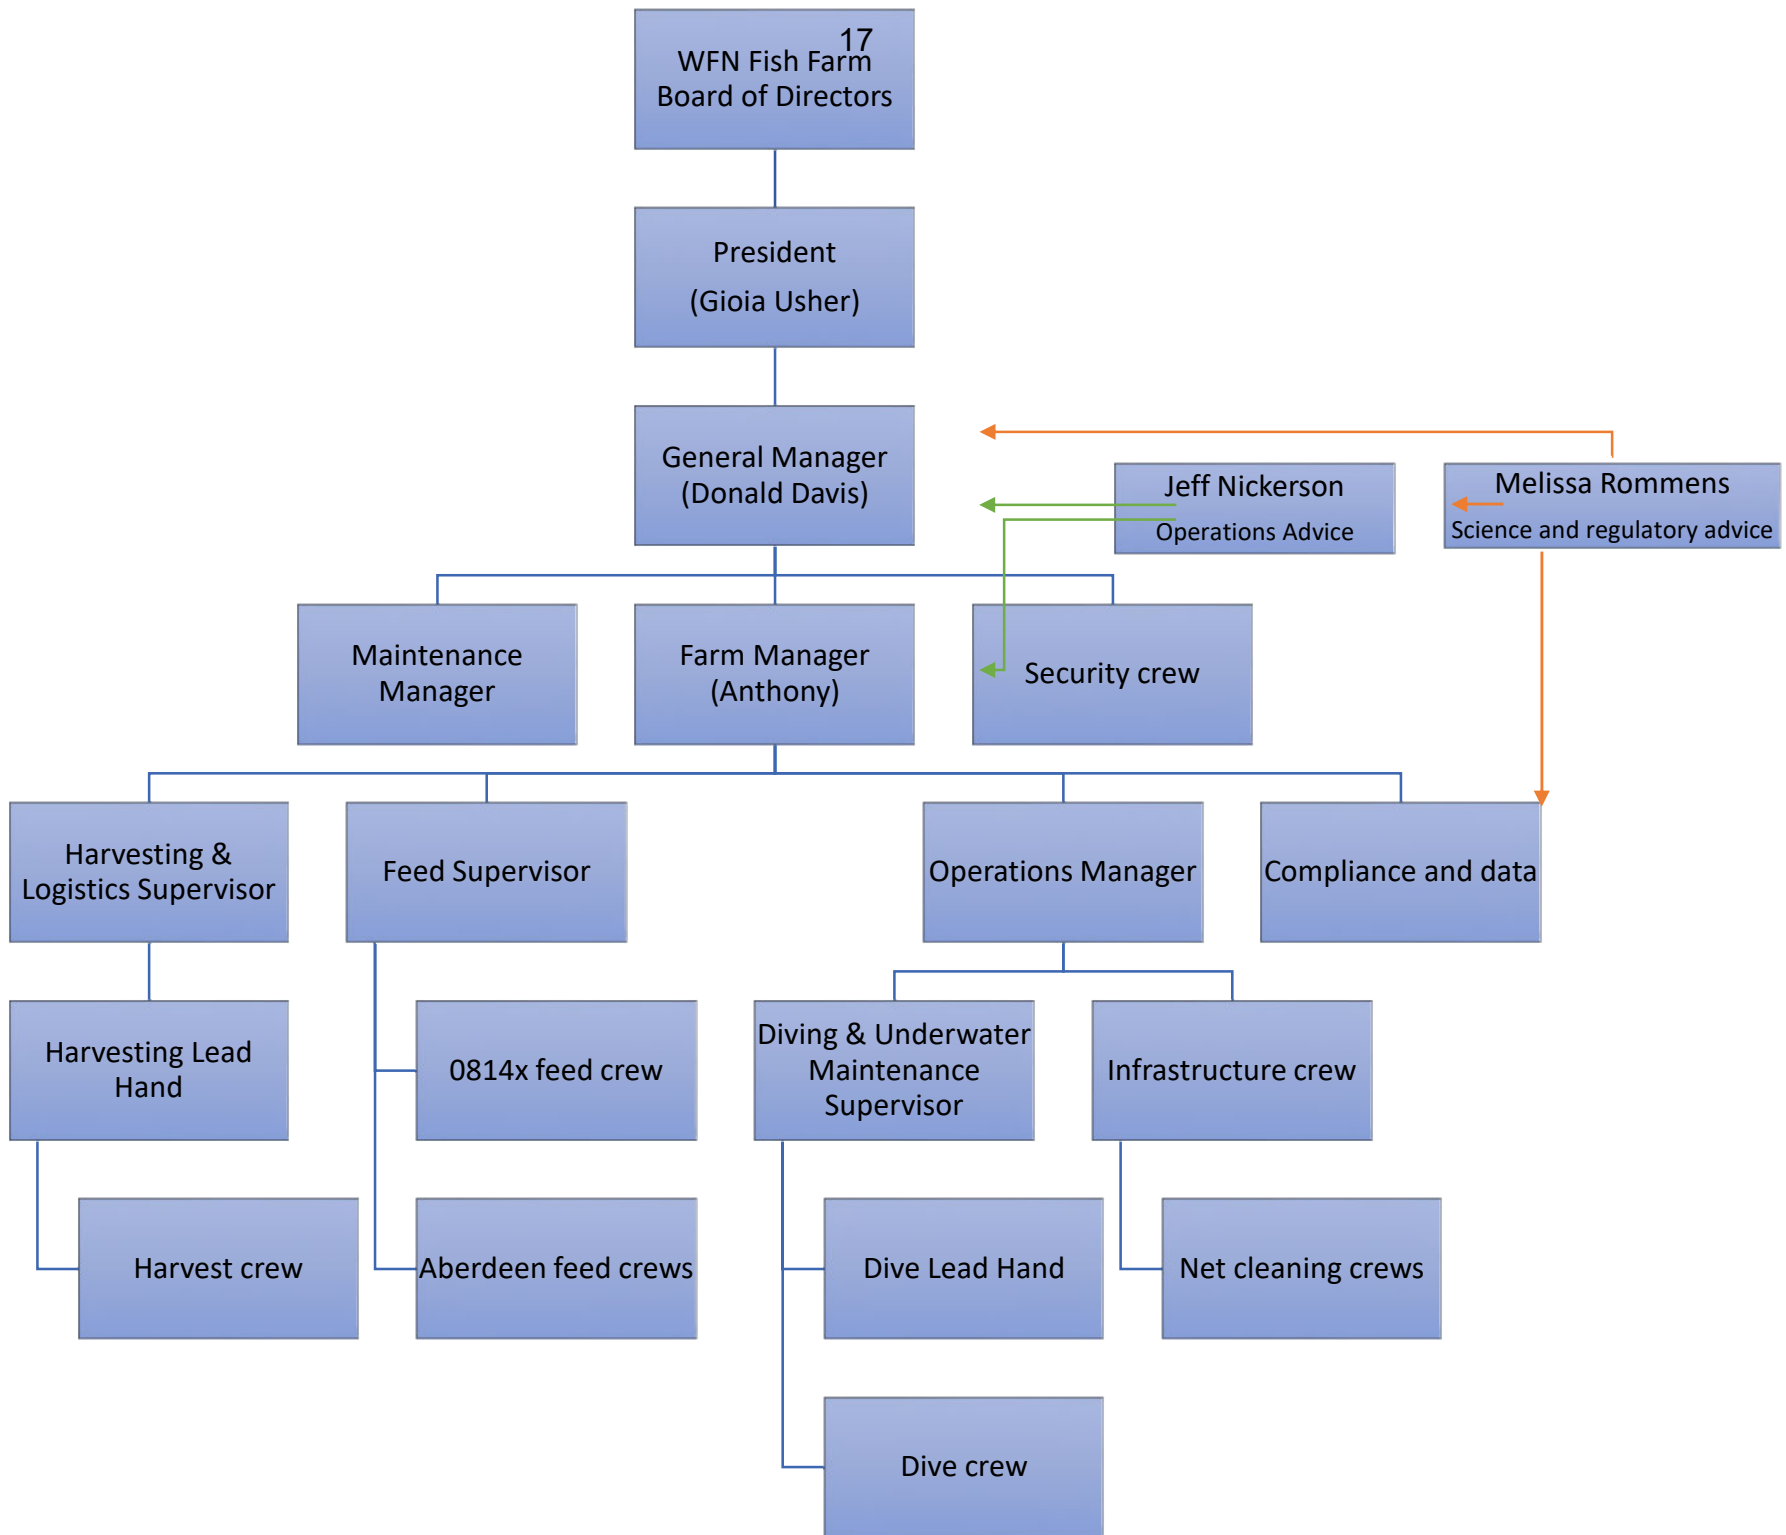 17
WFN Fish Farm
Board of Directors
President
(Gioia Usher)
General Manager
(Donald Davis)
Jeff Nickerson
Operations Advice
Melissa Rommens
Science and regulatory advice
Maintenance
Manager
Farm Manager
(Anthony)
Security crew
Harvesting &
Logistics Supervisor
Feed Supervisor
Operations Manager
Compliance and data
Harvesting Lead
Hand
0814x feed crew
Diving & Underwater
Maintenance
Supervisor
Infrastructure crew
Harvest crew
Aberdeen feed crews
Dive Lead Hand
Net cleaning crews
Dive crew